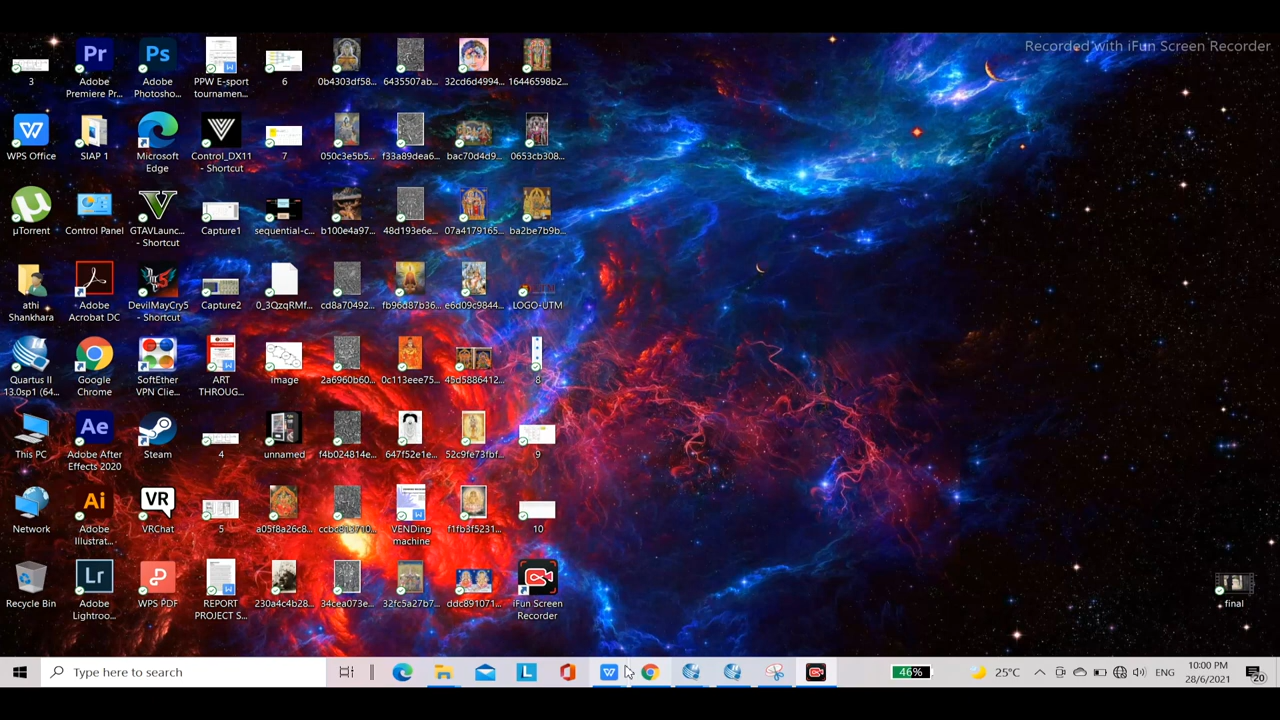 Recorded with iFun Screen Recorder
3
Adobe
Premiere Pr...
Adobe
Photosho...
PPW E-sport
tournamen...
6
0b4303df58...
6435507ab...
32cd6d4994...
16446598b2...
WPS Office
SIAP 1
Microsoft
Edge
Control_DX11
- Shortcut
7
050c3e5b5...
f33a89dea6...
bac70d4d9...
0653cb308...
µTorrent
Control Panel
GTAVLaunc...
- Shortcut
Capture1
sequential-c...
b100e4a97...
48d193e6e...
07a4179165...
ba2be7b9b...
athi
Shankhara
Adobe
Acrobat DC
DevilMayCry5
- Shortcut
Capture2
0_3QzqRMf...
cd8a70492...
fb96d87b36...
e6d09c9844...
LOGO-UTM
Quartus II
13.0sp1 (64...
Google
Chrome
SoftEther
VPN Clie...
ART
THROUG...
image
2a6960b60...
0c113eee75...
45d5886412...
8
This PC
Adobe After
Effects 2020
Steam
4
unnamed
f4b024814e...
647f52e1e...
52c9fe73fbf...
9
Network
Adobe
Illustrat...
VRChat
5
a05f8a26c8...
VENDing
machine
f1fb3f5231...
10
Recycle Bin
Adobe
Lightroo...
WPS PDF
REPORT
PROJECT S...
230a4c4b28...
34cea073e...
32fc5a27b7...
ddc891071...
iFun Screen
Recorder
final
Type here to search
46%
25°C
ENG
10:00 PM
28/6/2021
20